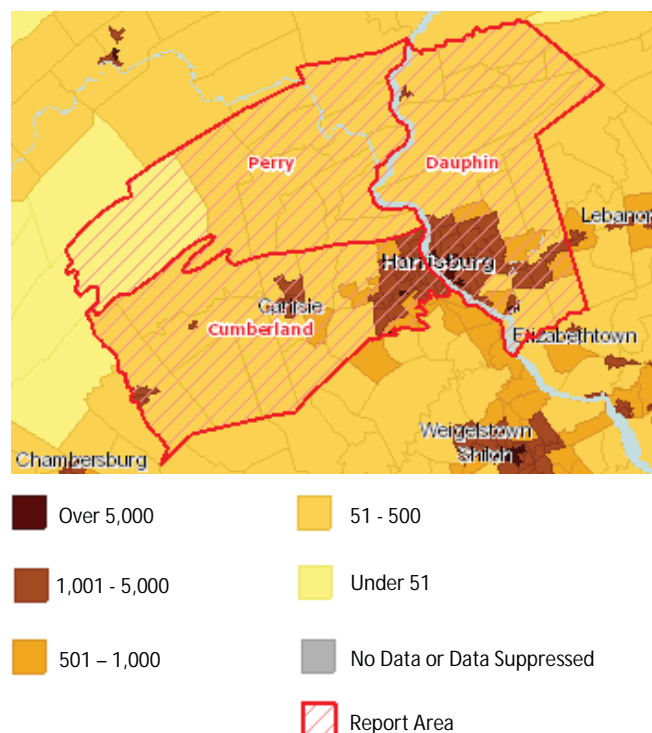 Perry
Dauphin
Lebanon
Harrisburg
Carlisle
Cumberland
Elizabethtown
Weigelstown
Shiloh
Chambersburg
Over 5,000
51 - 500
1,001 - 5,000
Under 51
501 – 1,000
No Data or Data Suppressed
Report Area